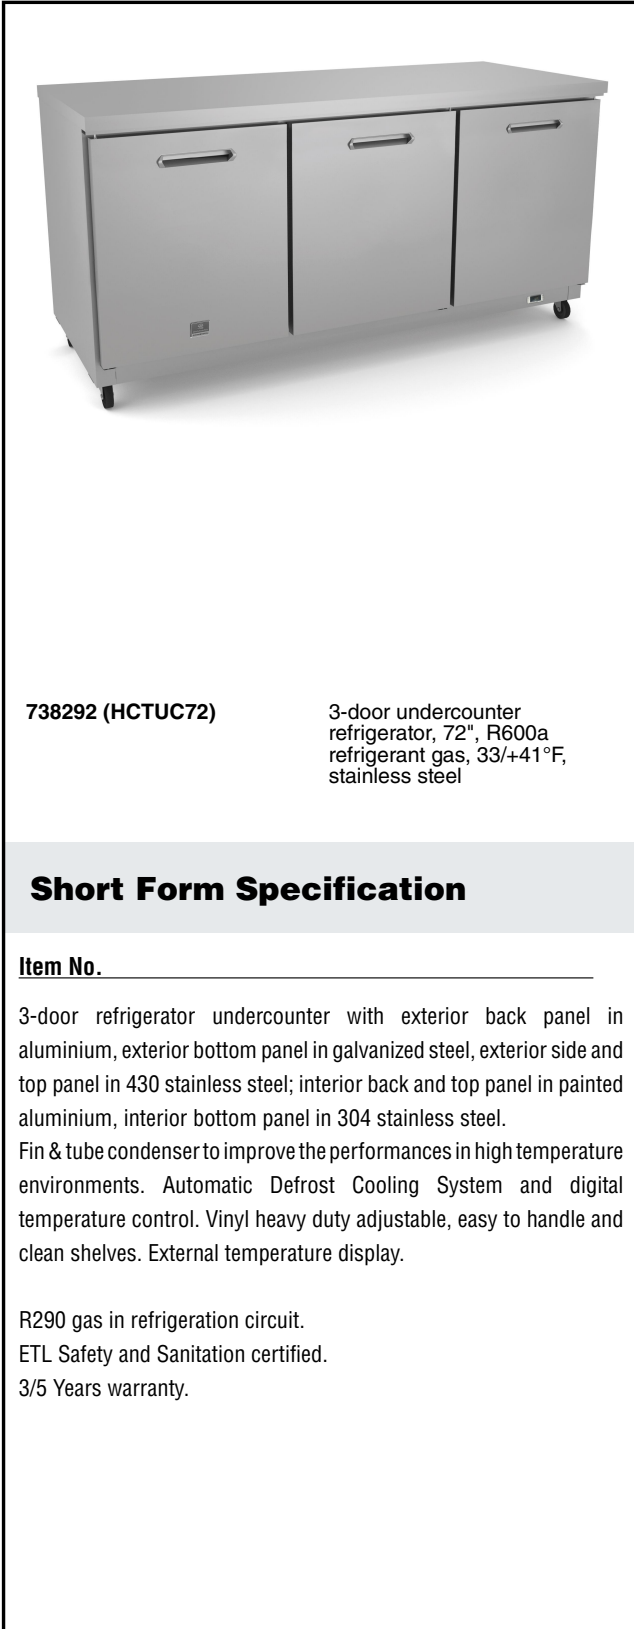 738292 (HCTUC72)
3-door undercounter
refrigerator, 72", R600a
refrigerant gas, 33/+41°F,
stainless steel
Short Form Specification
Item No.
3-door refrigerator undercounter with exterior back panel in
aluminium, exterior bottom panel in galvanized steel, exterior side and
top panel in 430 stainless steel; interior back and top panel in painted
aluminium, interior bottom panel in 304 stainless steel.
Fin & tube condenser to improve the performances in high temperature
environments. Automatic Defrost Cooling System and digital
temperature control. Vinyl heavy duty adjustable, easy to handle and
clean shelves. External temperature display.
R290 gas in refrigeration circuit.
ETL Safety and Sanitation certified.
3/5 Years warranty.